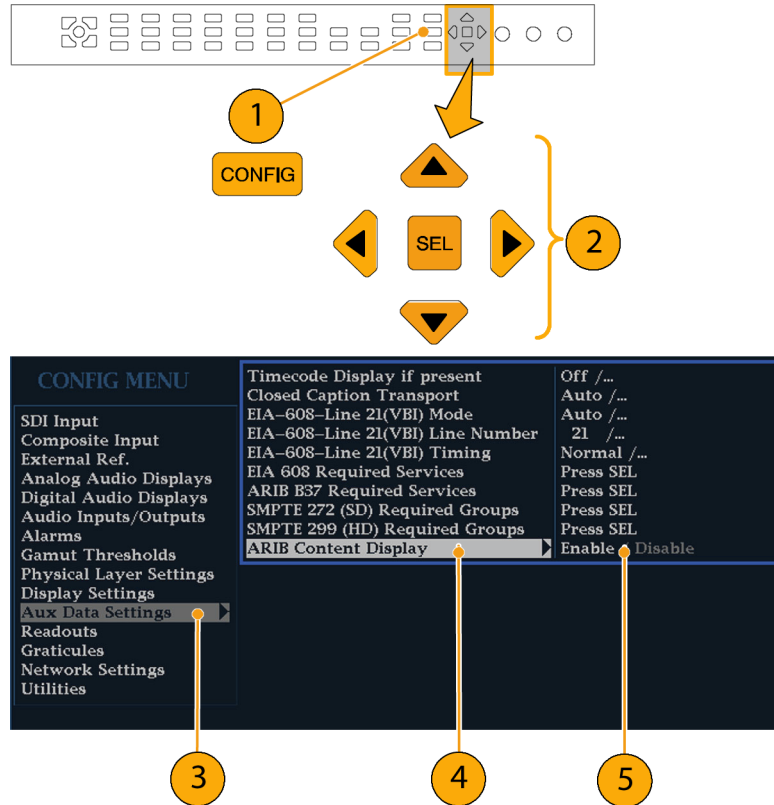 1
CONFIG
SEL
2
CONFIG MENU
SDI Input
Composite Input
External Ref.
Analog Audio Displays
Digital Audio Displays
Audio Inputs/Outputs
Alarms
Gamut Thresholds
Physical Layer Settings
Display Settings
Aux Data Settings
Readouts
Graticules
Network Settings
Utilities
Timecode Display if present Off /...
Closed Caption Transport Auto /...
EIA-608-Line 21(VBI) Mode Auto /...
EIA-608-Line 21(VBI) Line Number 21 /...
EIA-608-Line 21(VBI) Timing Normal /...
EIA 608 Required Services Press SEL
ARIB B37 Required Services Press SEL
SMPTE 272 (SD) Required Groups Press SEL
SMPTE 299 (HD) Required Groups Press SEL
ARIB Content Display Enable Disable
3
4
5